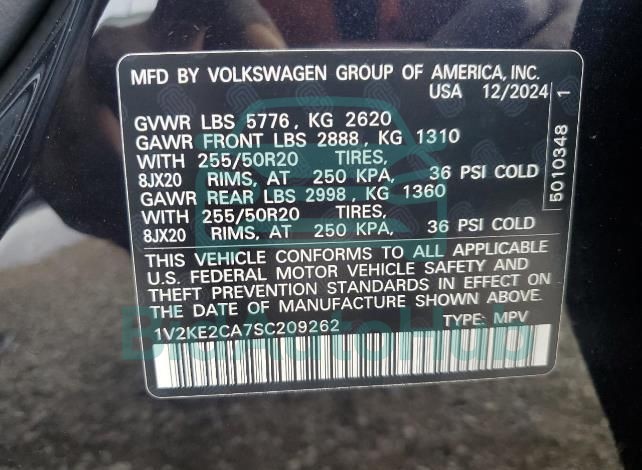 MFD BY VOLKSWAGEN GROUP OF AMERICA, INC.
USA 12/2024
GVWR LBS 5776, KG 2620
GAWR FRONT LBS 2888, KG 1310
WITH 255/50R20 TIRES,
8JX20 RIMS, AT 250 KPA, 36 PSI COLD
GAWR REAR LBS 2998, KG 1360
WITH 255/50R20 TIRES,
8JX20 RIMS, AT 250 KPA, 36 PSI COLD
THIS VEHICLE CONFORMS TO ALL APPLICABLE
U.S. FEDERAL MOTOR VEHICLE SAFETY AND
THEFT PREVENTION STANDARDS IN EFFECT ON
THE DATE OF MANUFACTURE SHOWN ABOVE.
1V2KE2CA7SC209262 TYPE: MPV
5010348 1
BidAutoHub